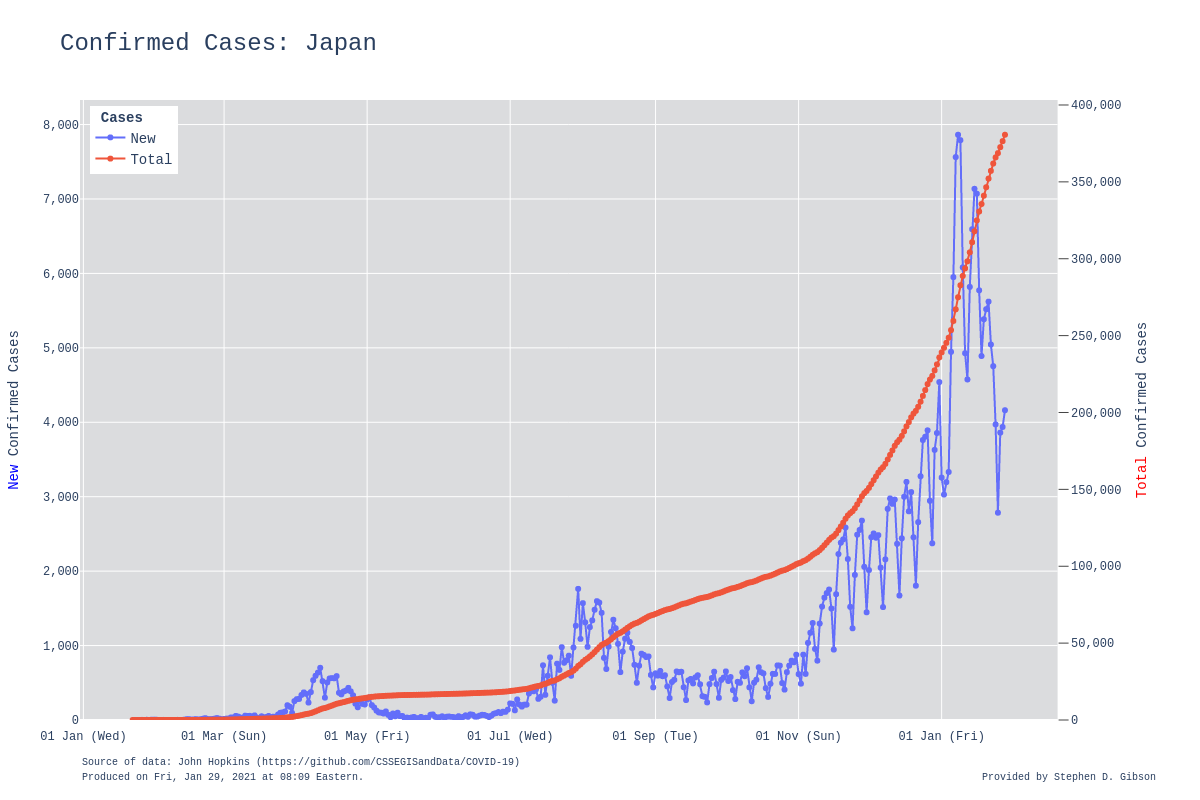 Confirmed Cases: Japan
Cases
New
Total
8,000
7,000
6,000
5,000
4,000
3,000
2,000
1,000
0
New Confirmed Cases
400,000
350,000
300,000
250,000
200,000
150,000
100,000
50,000
0
Total Confirmed Cases
01 Jan (Wed) 01 Mar (Sun) 01 May (Fri) 01 Jul (Wed) 01 Sep (Tue) 01 Nov (Sun) 01 Jan (Fri)
Source of data: John Hopkins (https://github.com/CSSEGISandData/COVID-19)
Produced on Fri, Jan 29, 2021 at 08:09 Eastern.
Provided by Stephen D. Gibson